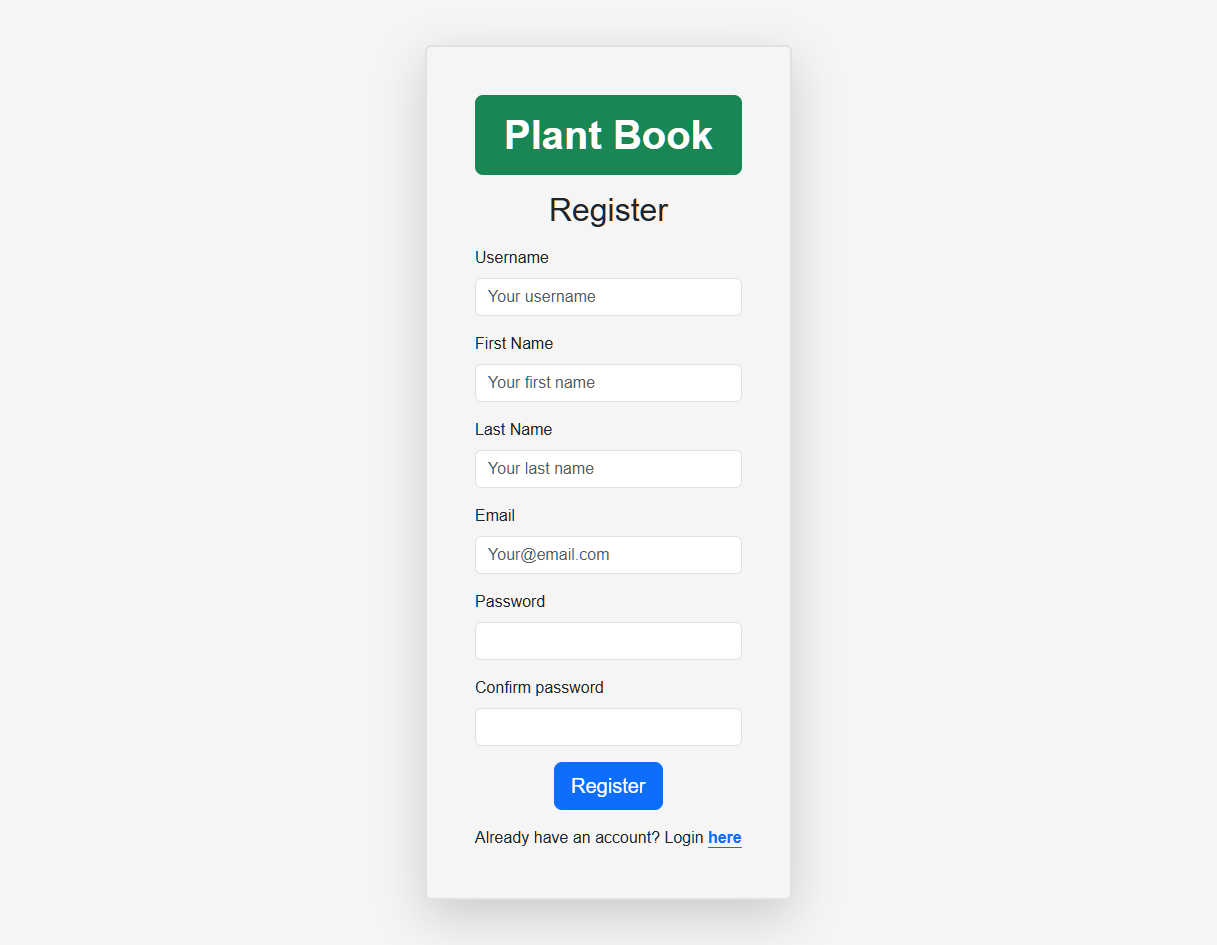 Plant Book
Register
Username
Your username
First Name
Your first name
Last Name
Your last name
Email
Your@email.com
Password
Confirm password
Register
Already have an account? Login here